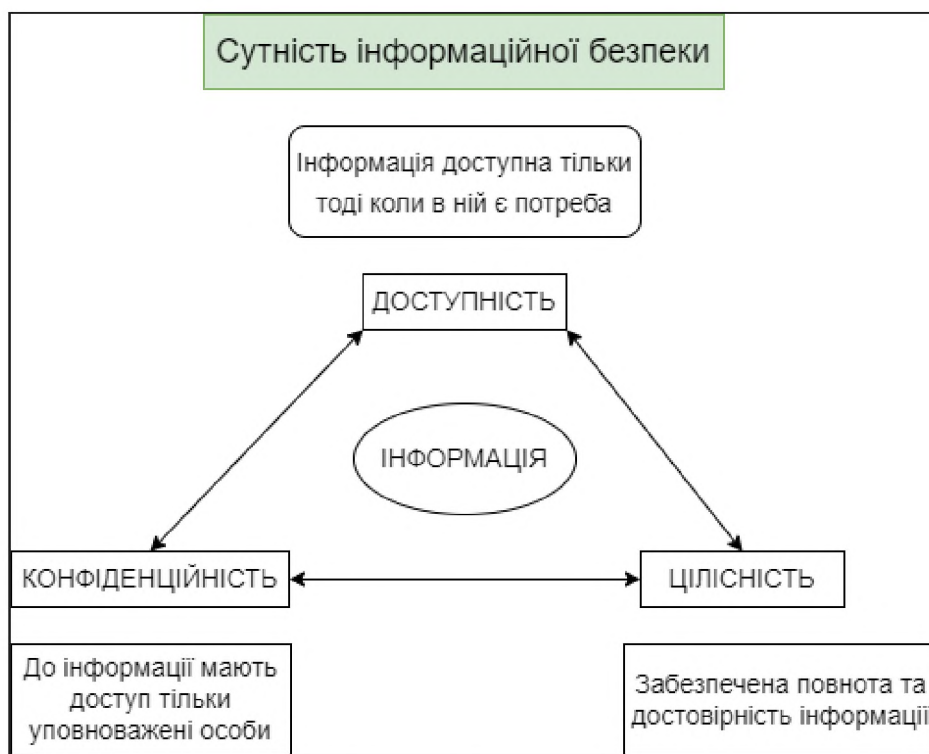 Сутність інформаційної безпеки
Інформація доступна тільки
тоді коли в ній є потреба
ДОСТУПНІСТЬ
ІНФОРМАЦІЯ
КОНФІДЕНЦІЙНІСТЬ
ЦІЛІСНІСТЬ
До інформації мають
доступ тільки
уповноважені особи
Забезпечена повнота та
достовірність інформації